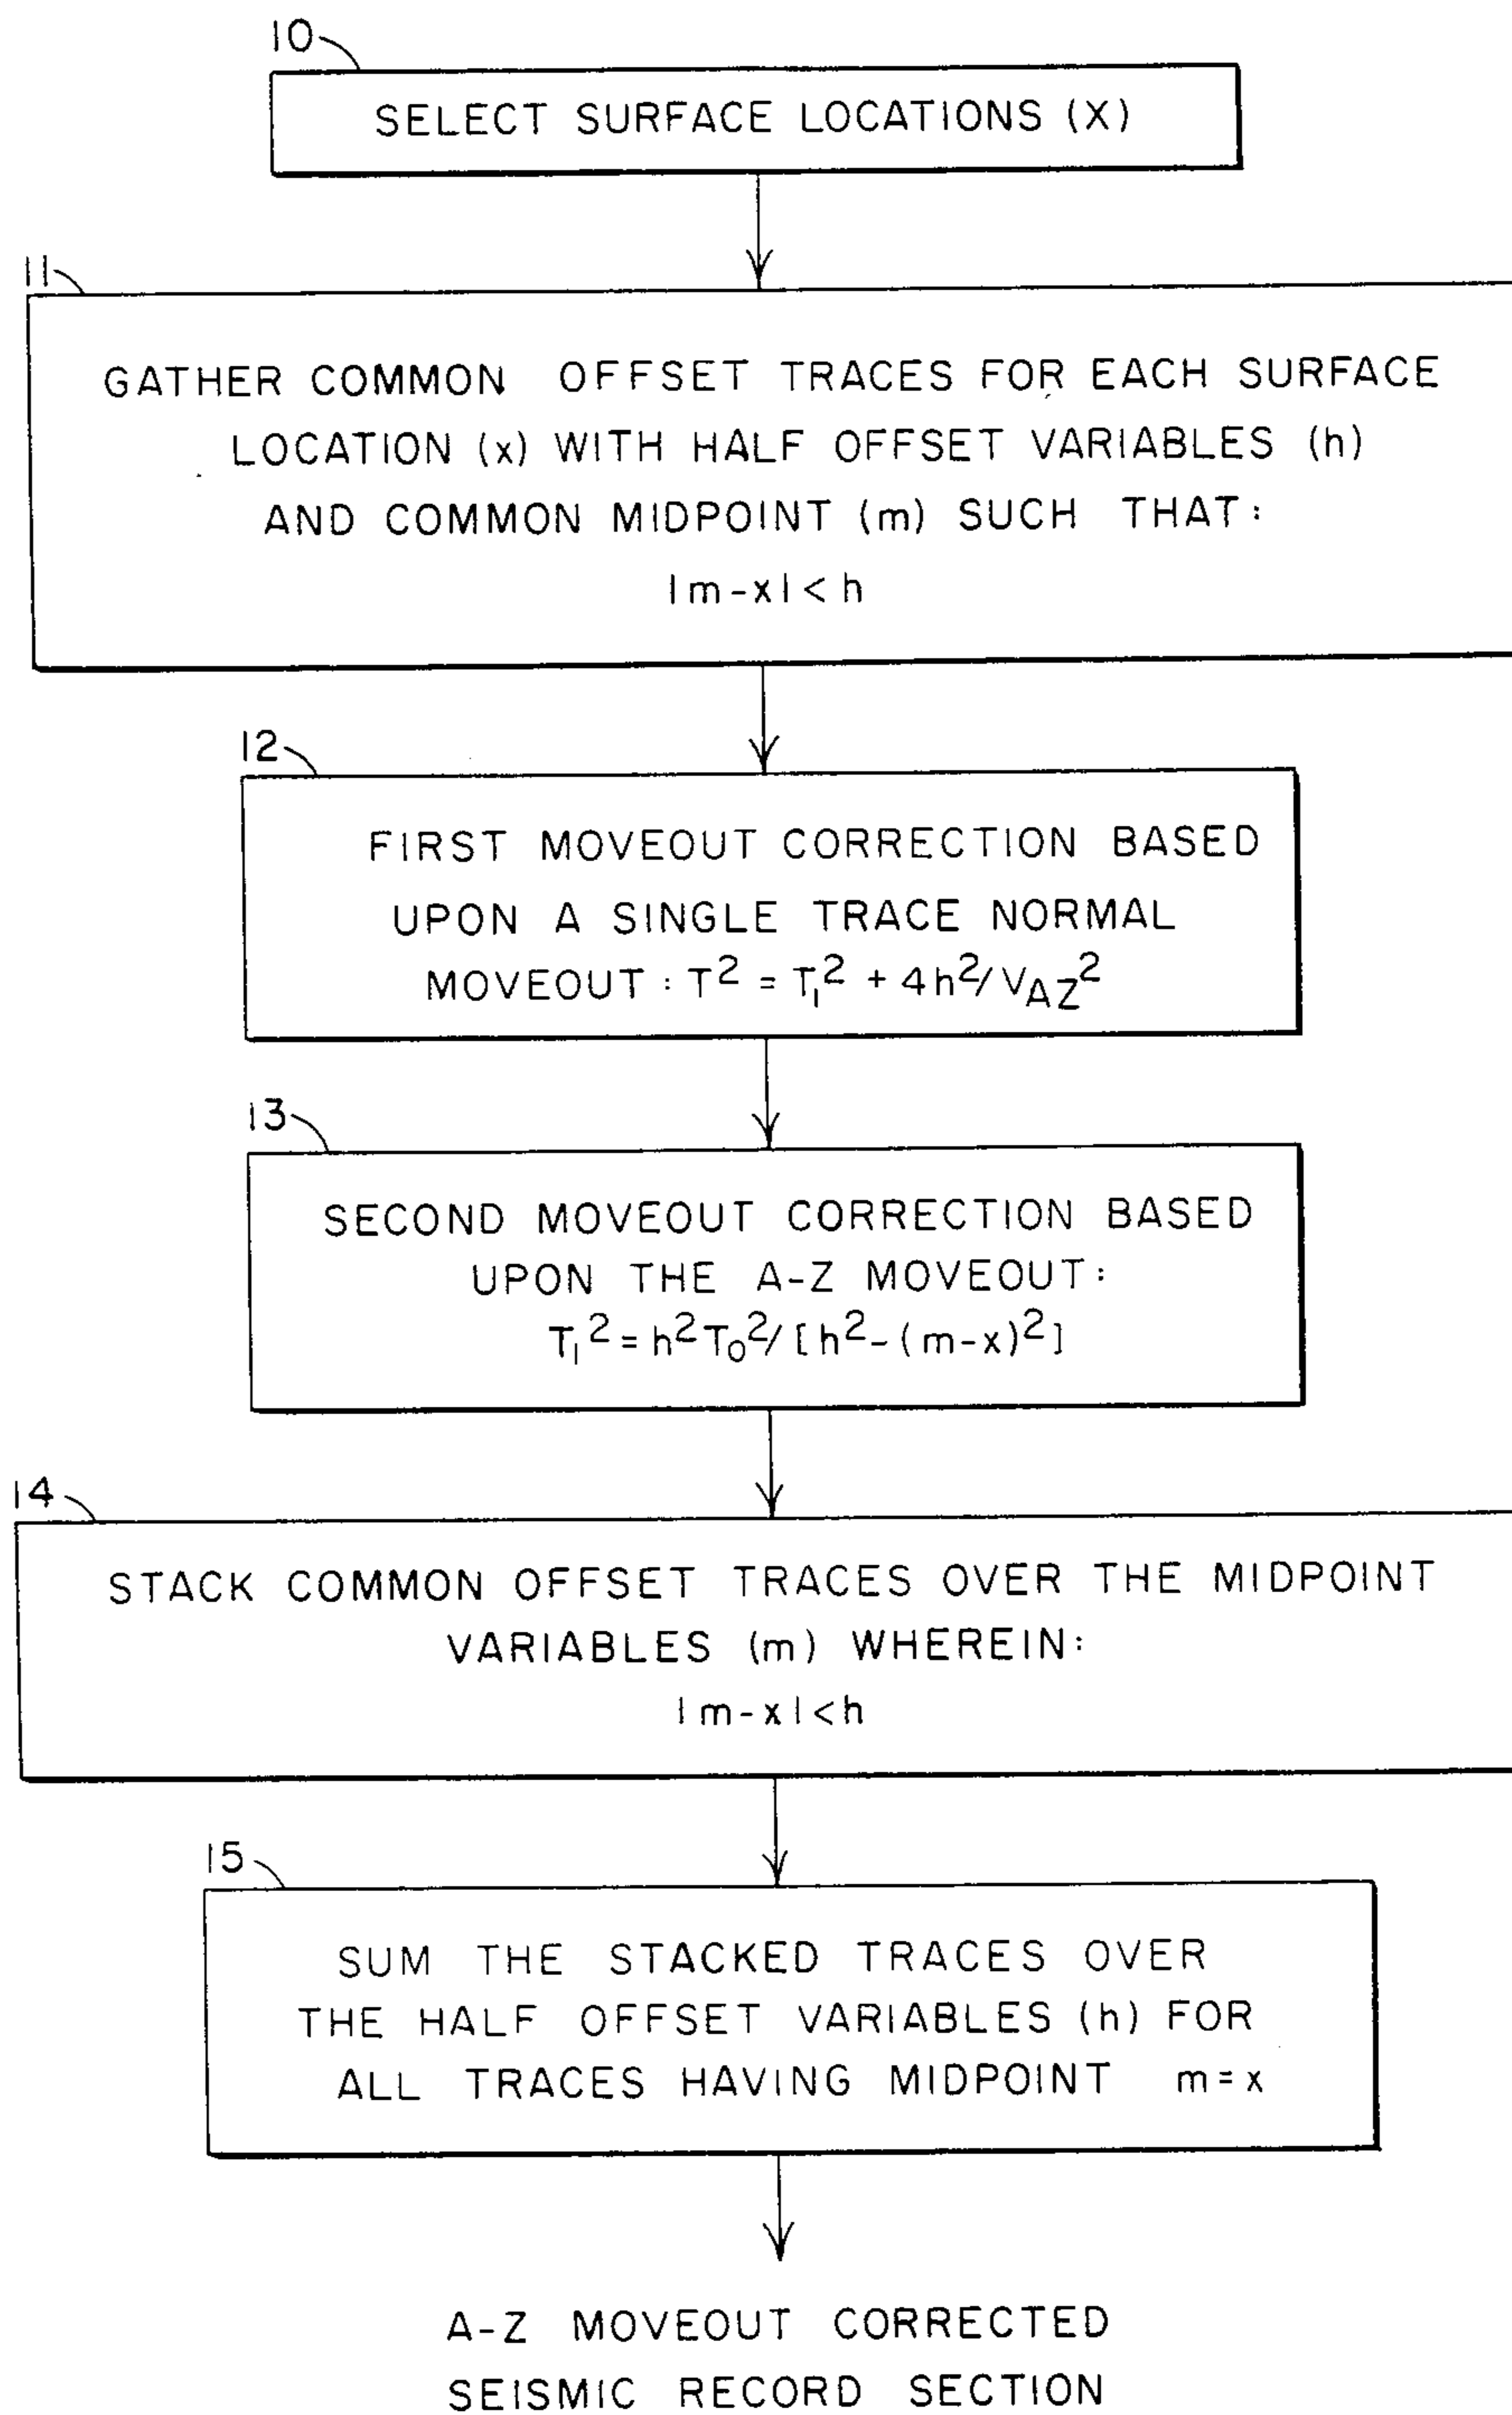 10
SELECT SURFACE LOCATIONS (X)
11
GATHER COMMON OFFSET TRACES FOR EACH SURFACE
LOCATION (x) WITH HALF OFFSET VARIABLES (h)
AND COMMON MIDPOINT (m) SUCH THAT:
|m-x|<h
12
FIRST MOVEOUT CORRECTION BASED
UPON A SINGLE TRACE NORMAL
MOVEOUT: T² = T₁² + 4h²/V_AZ²
13
SECOND MOVEOUT CORRECTION BASED
UPON THE A-Z MOVEOUT:
T₁² = h²T₀²/[h²-(m-x)²]
14
STACK COMMON OFFSET TRACES OVER THE MIDPOINT
VARIABLES (m) WHEREIN:
|m-x|<h
15
SUM THE STACKED TRACES OVER
THE HALF OFFSET VARIABLES (h) FOR
ALL TRACES HAVING MIDPOINT m=x
A-Z MOVEOUT CORRECTED
SEISMIC RECORD SECTION